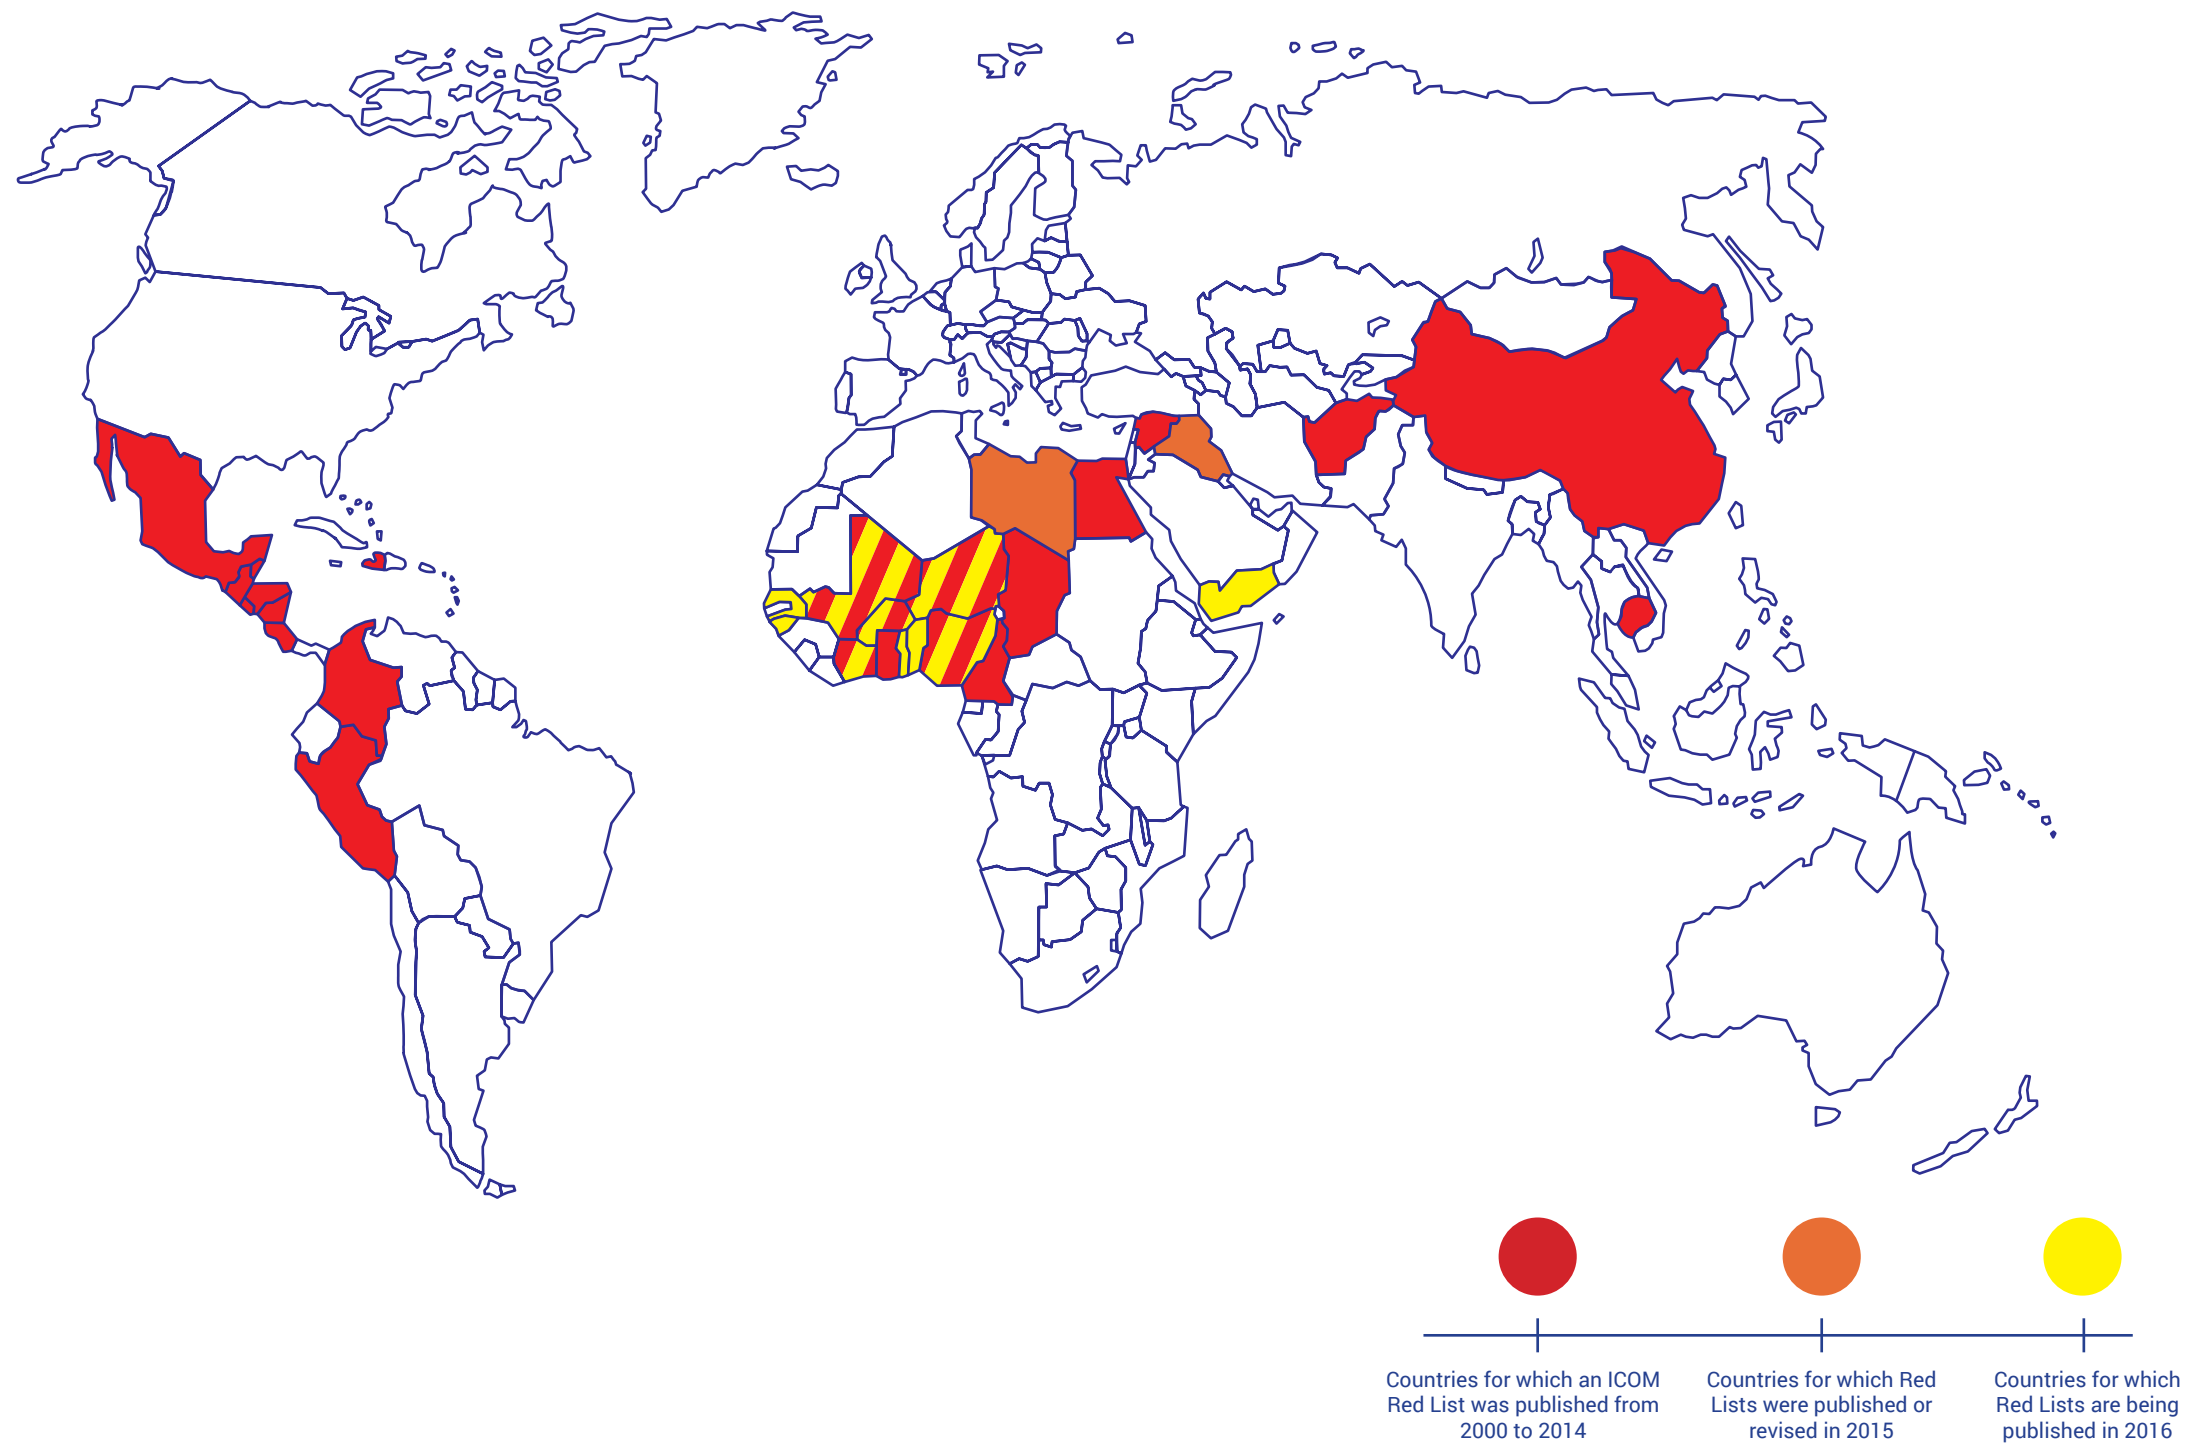 Countries for which an ICOM
Red List was published from
2000 to 2014
Countries for which Red
Lists were published or
revised in 2015
Countries for which
Red Lists are being
published in 2016